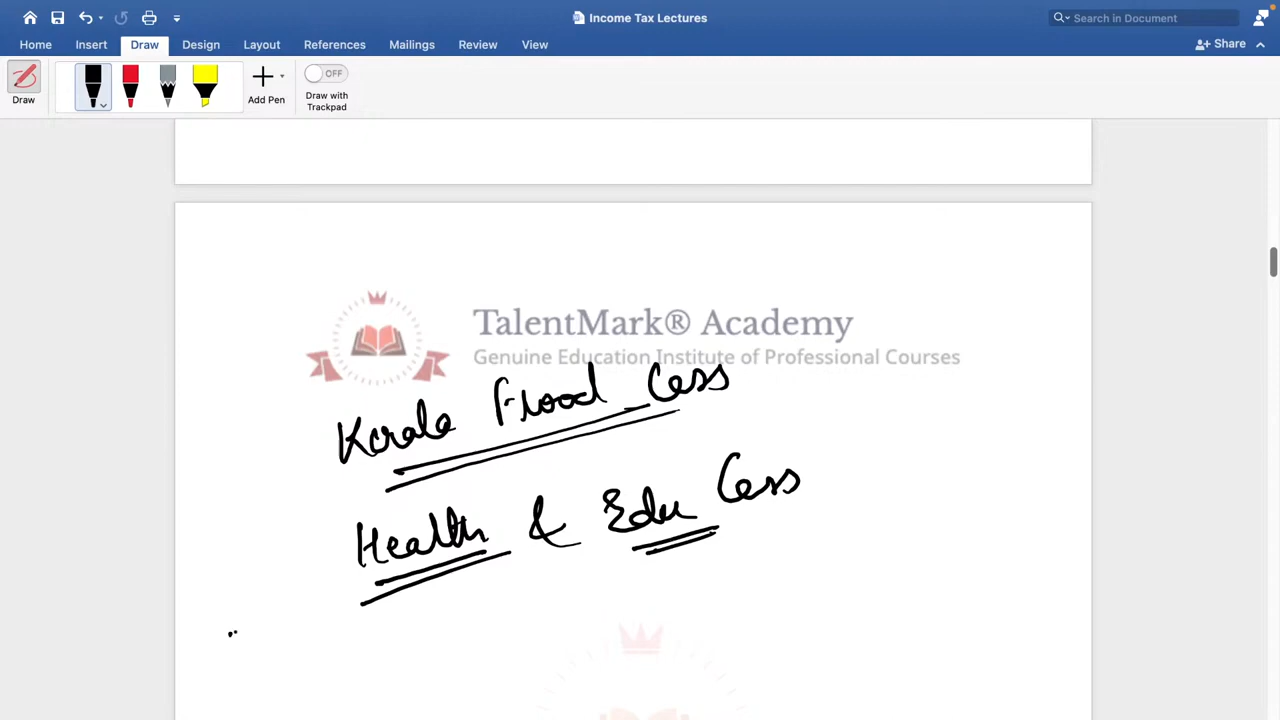 Income Tax Lectures
Search in Document
Home Insert Draw Design Layout References Mailings Review View
Share
OFF
Draw
Add Pen
Draw with
Trackpad
TalentMark® Academy
Genuine Education Institute of Professional Courses
Kerala Flood Cess
Health & Edu Cess